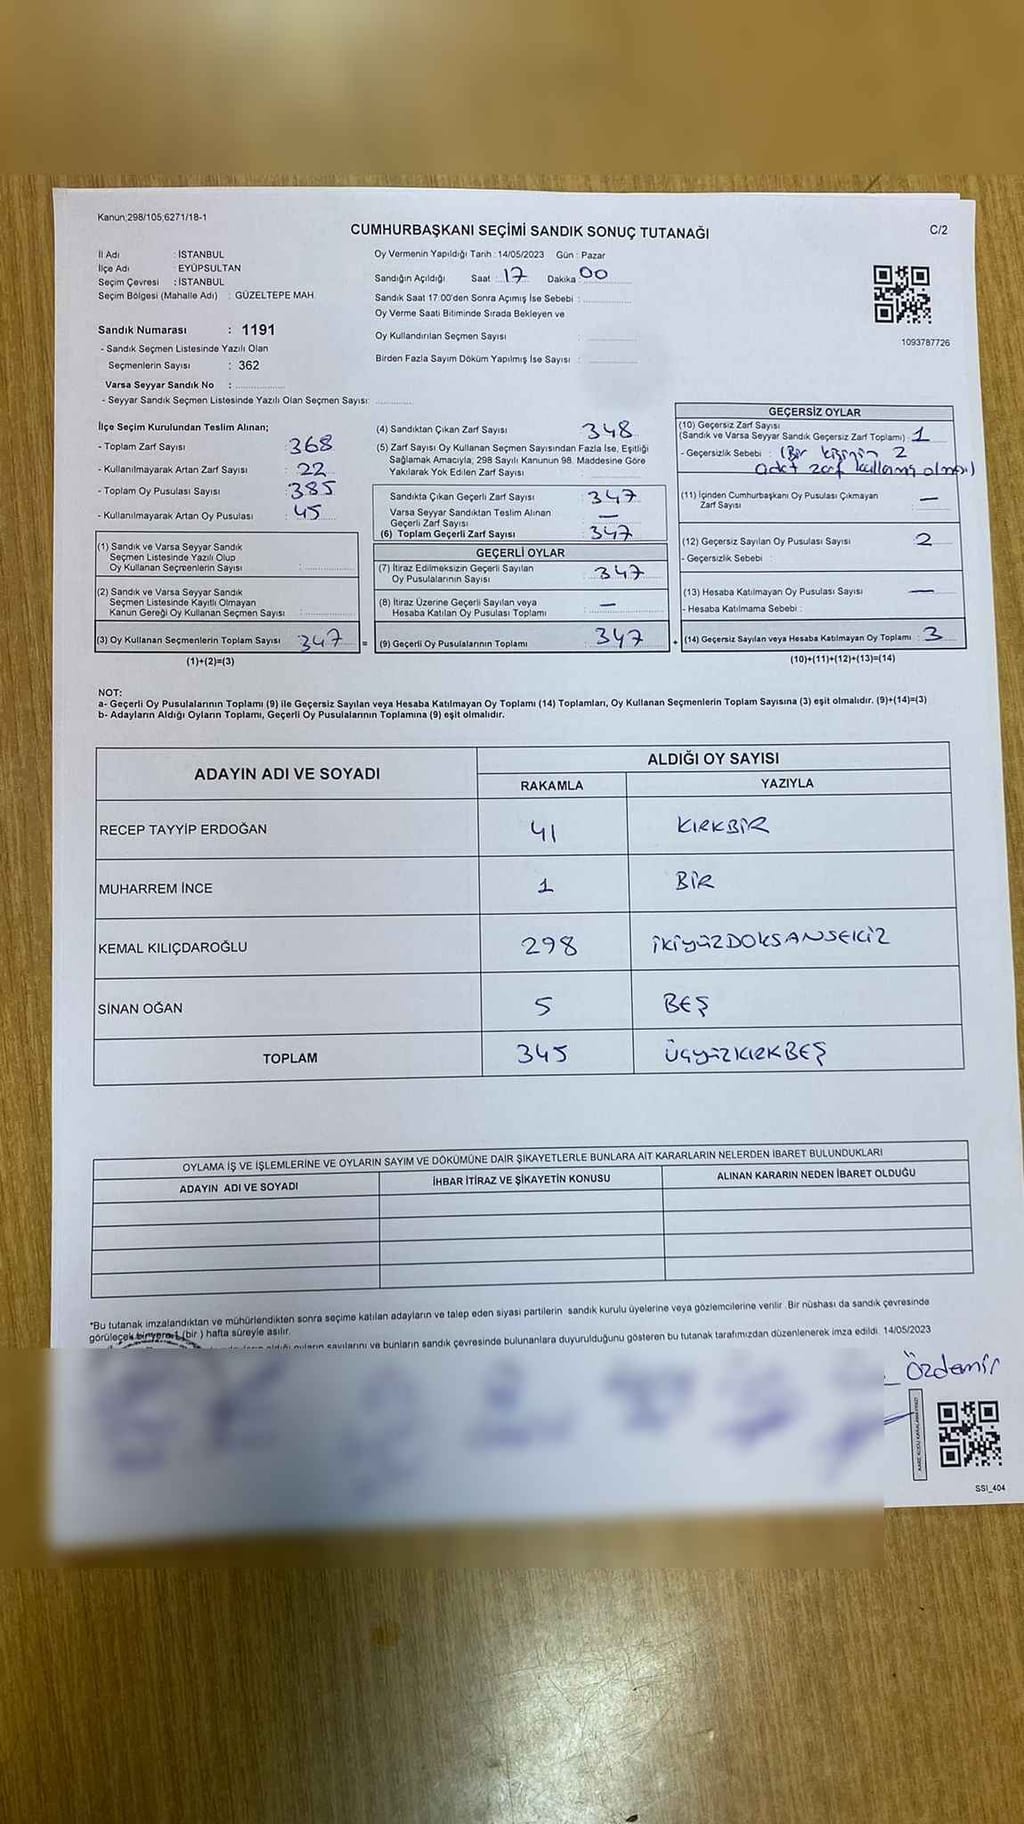 Kanun;298/105,6271/18-1
CUMHURBAŞKANI SEÇİMİ SANDIK SONUÇ TUTANAĞI
C/2
İl Adı : İSTANBUL
İlçe Adı : EYÜPSULTAN
Seçim Çevresi : İSTANBUL
Seçim Bölgesi (Mahalle Adı) : GÜZELTEPE MAH.
Sandık Numarası : 1191
- Sandık Seçmen Listesinde Yazılı Olan
Seçmenlerin Sayısı : 362
Varsa Seyyar Sandık No :
- Seyyar Sandık Seçmen Listesinde Yazılı Olan Seçmen Sayısı:
Oy Vermenin Yapıldığı Tarih : 14/05/2023 Gün : Pazar
Sandığın Açıldığı Saat : 17 Dakika : 00
Sandık Saat 17:00'den Sonra Açımış İse Sebebi :
Oy Verme Saati Bitiminde Sırada Bekleyen ve
Oy Kullandırılan Seçmen Sayısı :
Birden Fazla Sayım Döküm Yapılmış İse Sayısı :
1093787726
İlçe Seçim Kurulundan Teslim Alınan;
- Toplam Zarf Sayısı : 368
- Kullanılmayarak Artan Zarf Sayısı : 22
- Toplam Oy Pusulası Sayısı : 385
- Kullanılmayarak Artan Oy Pusulası : 45
(1) Sandık ve Varsa Seyyar Sandık
Seçmen Listesinde Yazılı Olup
Oy Kullanan Seçmenlerin Sayısı :
(2) Sandık ve Varsa Seyyar Sandık
Seçmen Listesinde Kayıtlı Olmayan
Kanun Gereği Oy Kullanan Seçmen Sayısı :
(3) Oy Kullanan Seçmenlerin Toplam Sayısı : 347 =
(1)+(2)=(3)
(4) Sandıktan Çıkan Zarf Sayısı : 348
(5) Zarf Sayısı Oy Kullanan Seçmen Sayısından Fazla İse, Eşitliği
Sağlamak Amacıyla; 298 Sayılı Kanunun 98. Maddesine Göre
Yakılarak Yok Edilen Zarf Sayısı :
Sandıkta Çıkan Geçerli Zarf Sayısı : 347
Varsa Seyyar Sandıktan Teslim Alınan
Geçerli Zarf Sayısı : —
(6) Toplam Geçerli Zarf Sayısı : 347
GEÇERLİ OYLAR
(7) İtiraz Edilmeksizin Geçerli Sayılan
Oy Pusulalarının Sayısı : 347
(8) İtiraz Üzerine Geçerli Sayılan veya
Hesaba Katılan Oy Pusulası Toplamı : —
(9) Geçerli Oy Pusulalarının Toplamı : 347 +
GEÇERSİZ OYLAR
(10) Geçersiz Zarf Sayısı
(Sandık ve Varsa Seyyar Sandık Geçersiz Zarf Toplamı) : 1
- Geçersizlik Sebebi : (Bir kişinin 2
adet zarf kullanmış olması)
(11) İçinden Cumhurbaşkanı Oy Pusulası Çıkmayan
Zarf Sayısı : —
(12) Geçersiz Sayılan Oy Pusulası Sayısı : 2
- Geçersizlik Sebebi :
(13) Hesaba Katılmayan Oy Pusulası Sayısı : —
- Hesaba Katılmama Sebebi :
(14) Geçersiz Sayılan veya Hesaba Katılmayan Oy Toplamı : 3
(10)+(11)+(12)+(13)=(14)
NOT:
a- Geçerli Oy Pusulalarının Toplamı (9) ile Geçersiz Sayılan veya Hesaba Katılmayan Oy Toplamı (14) Toplamları, Oy Kullanan Seçmenlerin Toplam Sayısına (3) eşit olmalıdır. (9)+(14)=(3)
b- Adayların Aldığı Oyların Toplamı, Geçerli Oy Pusulalarının Toplamına (9) eşit olmalıdır.
ADAYIN ADI VE SOYADI
ALDIĞI OY SAYISI
RAKAMLA YAZIYLA
RECEP TAYYİP ERDOĞAN 41 KIRKBİR
MUHARREM İNCE 1 BİR
KEMAL KILIÇDAROĞLU 298 İKİYÜZDOKSANSEKİZ
SİNAN OĞAN 5 BEŞ
TOPLAM 345 ÜÇYÜZKIRKBEŞ
OYLAMA İŞ VE İŞLEMLERİNE VE OYLARIN SAYIM VE DÖKÜMÜNE DAİR ŞİKAYETLERLE BUNLARA AİT KARARLARIN NELERDEN İBARET BULUNDUKLARI
ADAYIN ADI VE SOYADI İHBAR İTİRAZ VE ŞİKAYETİN KONUSU ALINAN KARARIN NEDEN İBARET OLDUĞU
*Bu tutanak imzalandıktan ve mühürlendikten sonra seçime katılan adayların ve talep eden siyasi partilerin sandık kurulu üyelerine veya gözlemcilerine verilir. Bir nüshası da sandık çevresinde
görülecek bir yere 1 (bir ) hafta süreyle asılır.
oyların sayılarını ve bunların sandık çevresinde bulunanlara duyurulduğunu gösteren bu tutanak tarafımızdan düzenlenerek imza edildi. 14/05/2023
Özdemir
SSI_404